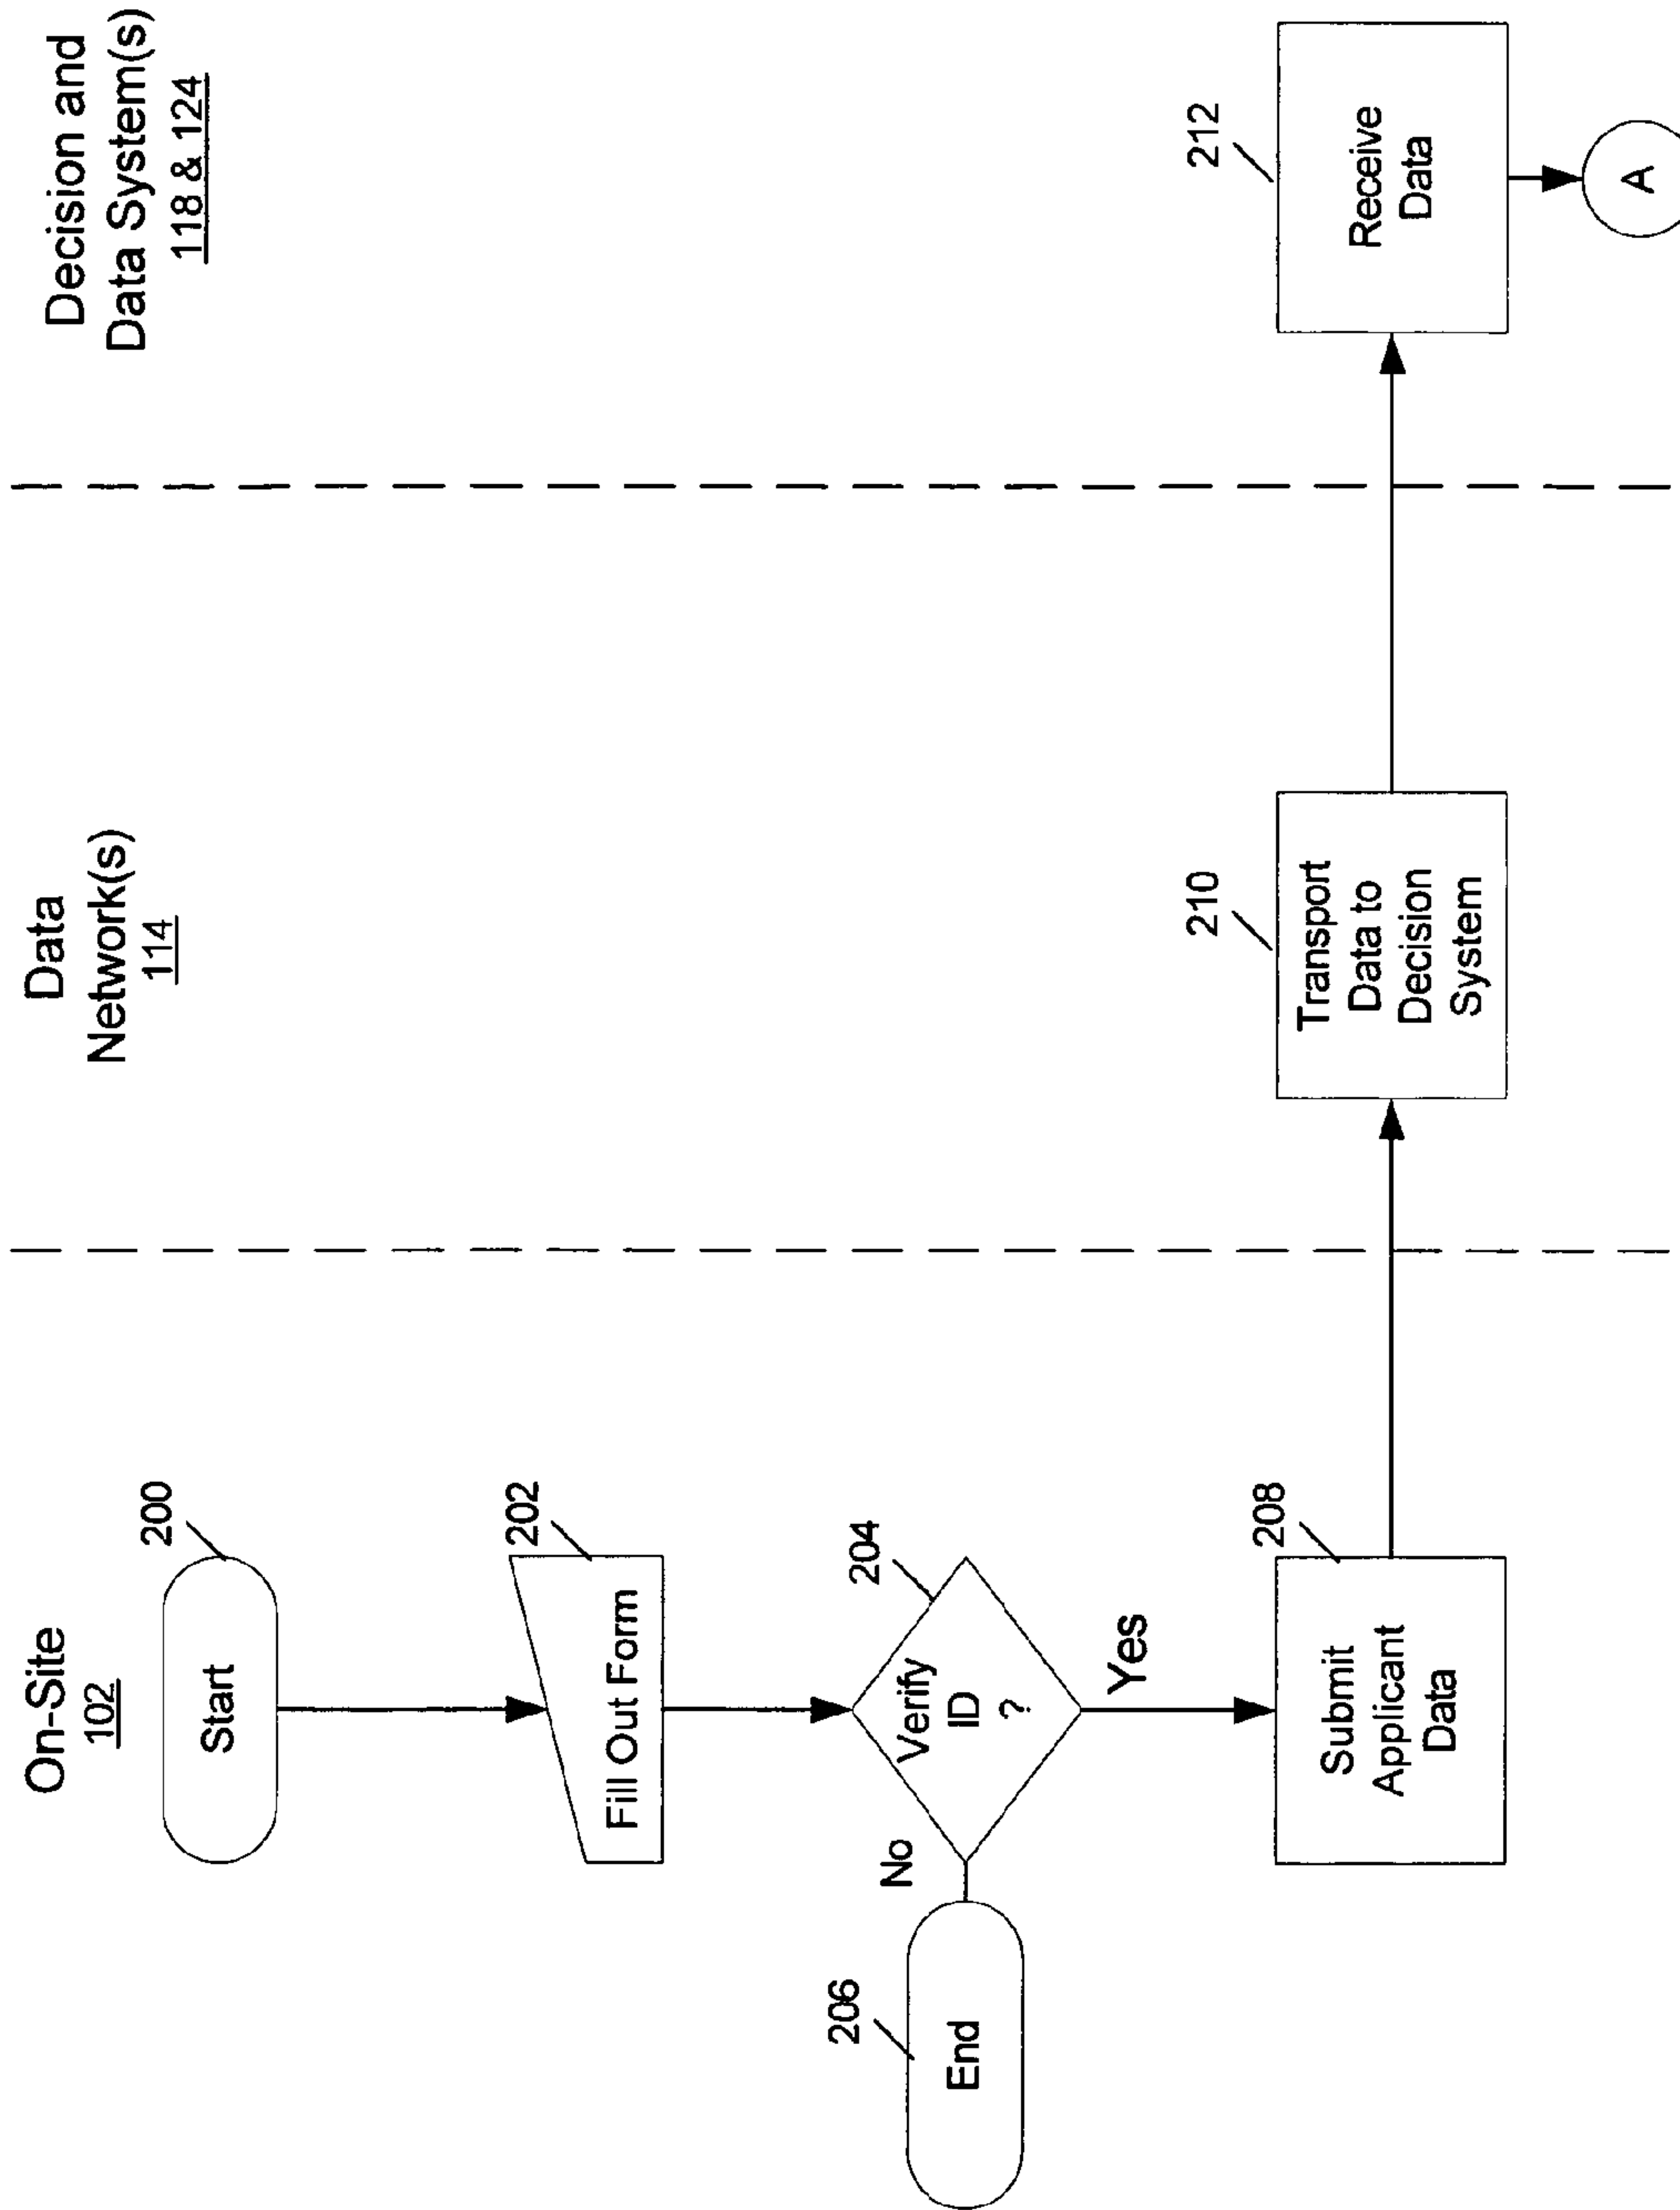 On-Site
102
Data
Network(s)
114
Decision and
Data System(s)
118 & 124
200
Start
202
Fill Out Form
204
Verify
ID
?
No
206
End
Yes
208
Submit
Applicant
Data
210
Transport
Data to
Decision
System
212
Receive
Data
A